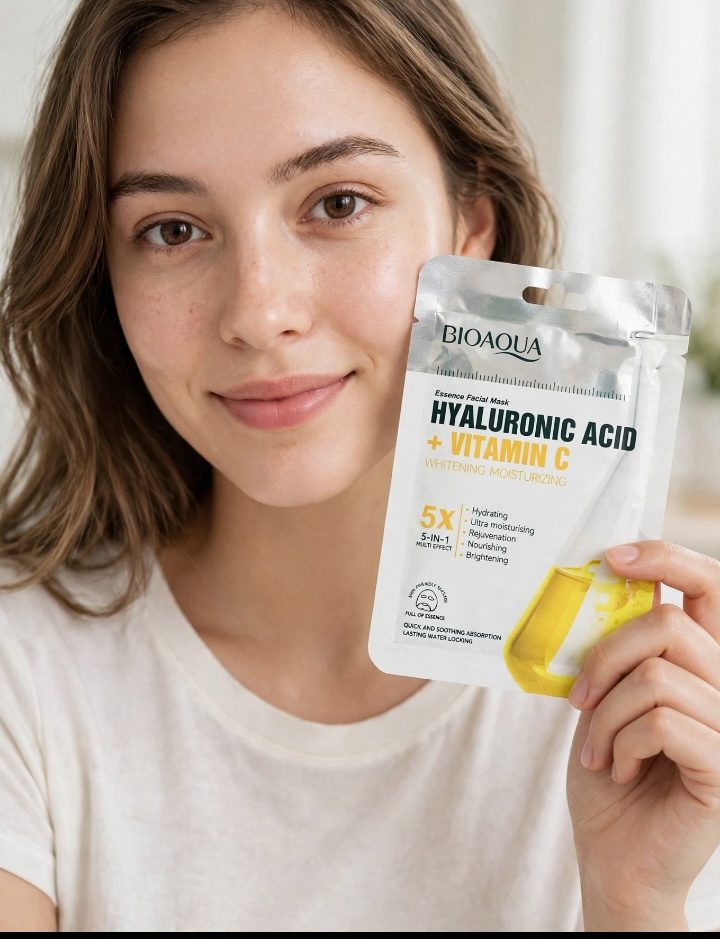 BIOAQUA
Essence Facial Mask
HYALURONIC ACID
+ VITAMIN C
WHITENING MOISTURIZING
5X
5-IN-1
MULTI EFFECT
• Hydrating
• Ultra moisturising
• Rejuvenation
• Nourishing
• Brightening
FULL OF ESSENCE
QUICK AND SOOTHING ABSORPTION
LASTING WATER LOCKING